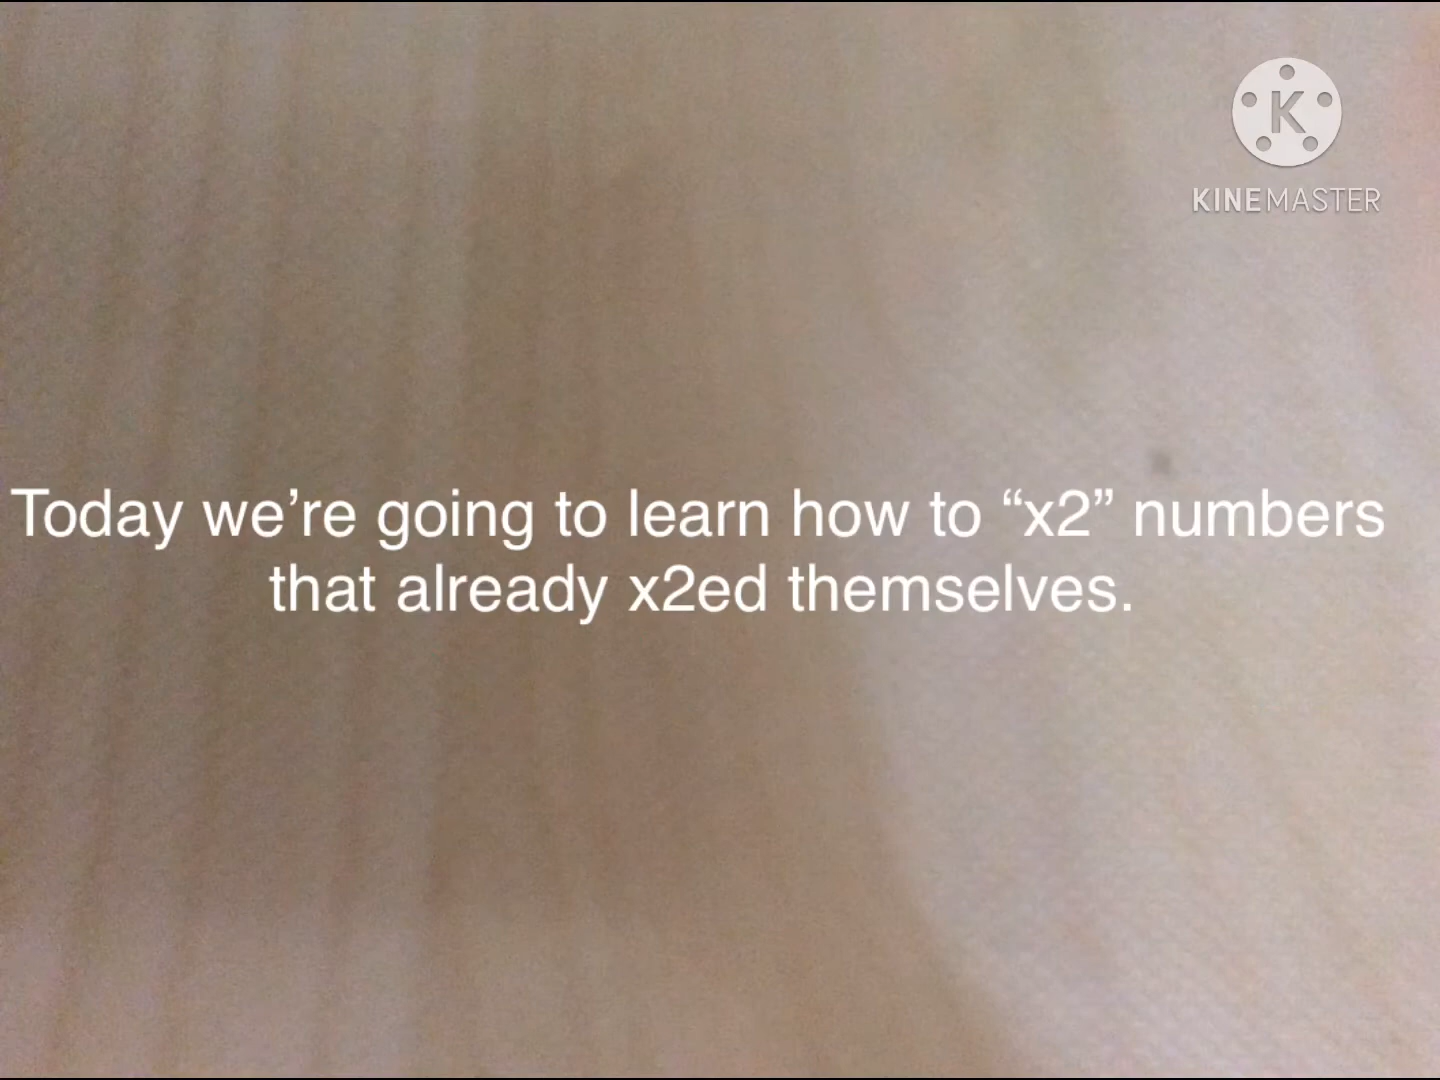 K
KINEMASTER
Today we’re going to learn how to “x2” numbers
that already x2ed themselves.